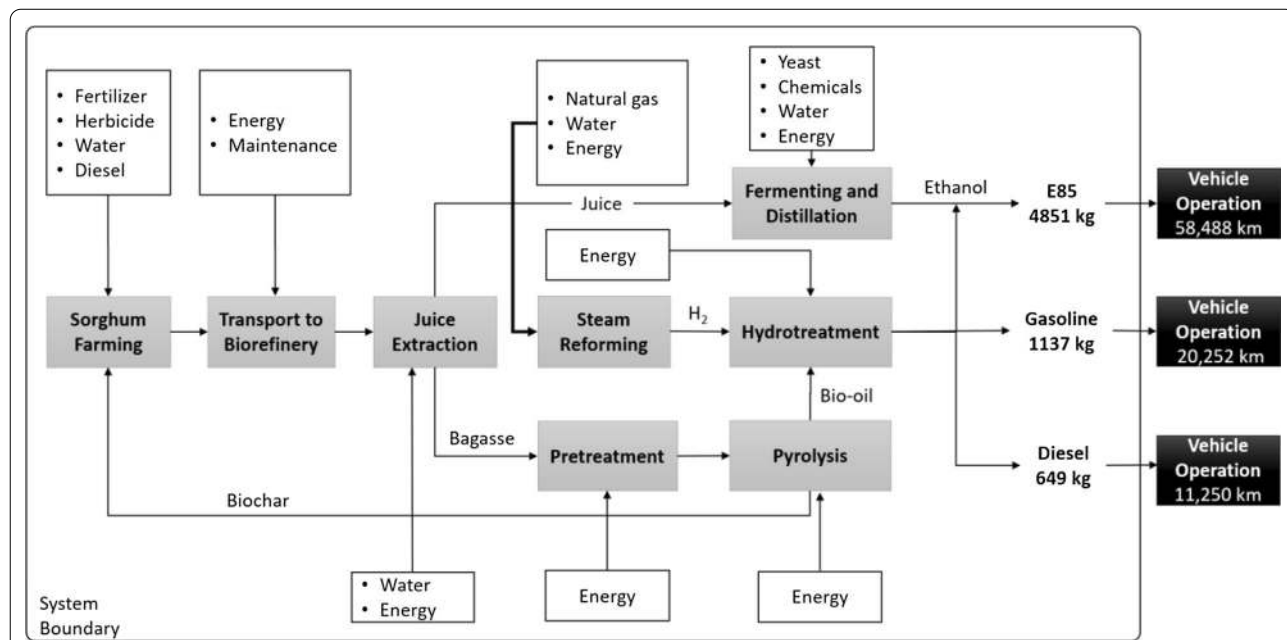 • Fertilizer
• Herbicide
• Water
• Diesel
• Energy
• Maintenance
• Natural gas
• Water
• Energy
• Yeast
• Chemicals
• Water
• Energy
Juice
Fermenting and
Distillation
Ethanol
E85
4851 kg
Vehicle
Operation
58,488 km
Energy
Sorghum
Farming
Transport to
Biorefinery
Juice
Extraction
Steam
Reforming
H₂
Hydrotreatment
Gasoline
1137 kg
Vehicle
Operation
20,252 km
Bio-oil
Bagasse
Pretreatment
Pyrolysis
Diesel
649 kg
Vehicle
Operation
11,250 km
Biochar
• Water
• Energy
Energy
Energy
System
Boundary